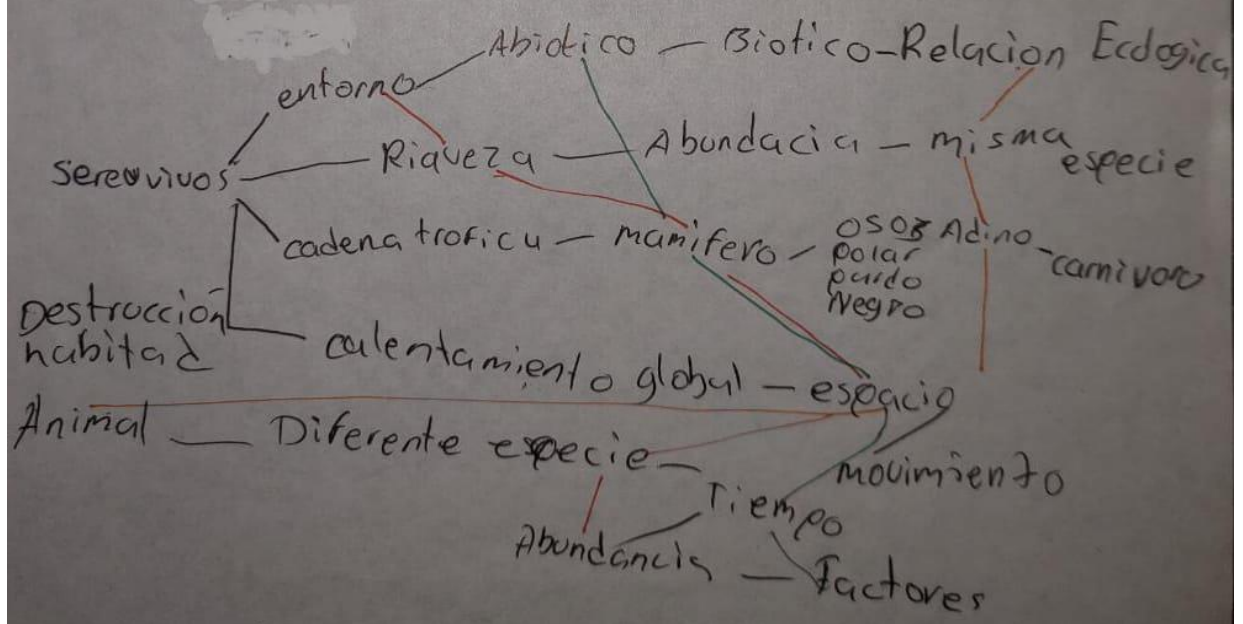 Abiotico — Biotico - Relacion Ecologica
entorno
Riqueza — Abundacia — misma especie
seresvivos
cadena trofica — mamifero — osos Adino - carnivoro
polar
pardo
Negro
Destrucción
habitad
calentamiento global — espacio
Animal — Diferente especie —
movimiento
Tiempo
Abundancia — Factores